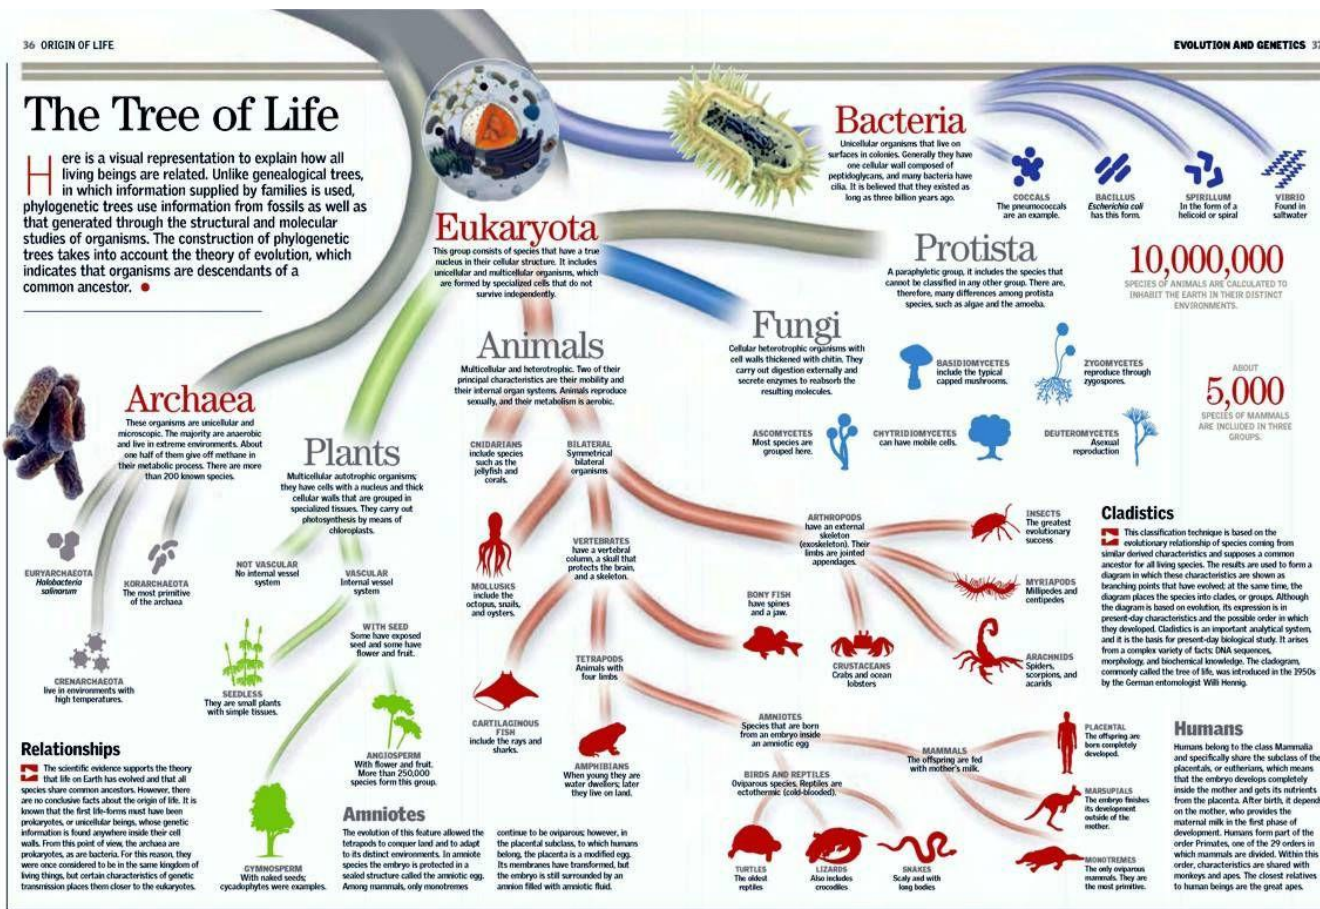 36 ORIGIN OF LIFE
EVOLUTION AND GENETICS 37
The Tree of Life
Here is a visual representation to explain how all
living beings are related. Unlike genealogical trees,
in which information supplied by families is used,
phylogenetic trees use information from fossils as well as
that generated through the structural and molecular
studies of organisms. The construction of phylogenetic
trees takes into account the theory of evolution, which
indicates that organisms are descendants of a
common ancestor.
Bacteria
Unicellular organisms that live on
surfaces in colonies. Generally they have
one cellular wall composed of
peptidoglycans, and many bacteria have
cilia. It is believed that they existed as
long as three billion years ago.
COCCALS
The pneumococcals
are an example.
BACILLUS
Escherichia coli
has this form.
SPIRILLUM
In the form of a
helicoid or spiral
VIBRIO
Found in
saltwater
Eukaryota
This group consists of species that have a true
nucleus in their cellular structure. It includes
unicellular and multicellular organisms, which
are formed by specialized cells that do not
survive independently.
Protista
A paraphyletic group, it includes the species that
cannot be classified in any other group. There are,
therefore, many differences among protista
species, such as algae and the amoeba.
10,000,000
SPECIES OF ANIMALS ARE CALCULATED TO
INHABIT THE EARTH IN THEIR DISTINCT
ENVIRONMENTS.
Fungi
Cellular heterotrophic organisms with
cell walls thickened with chitin. They
carry out digestion externally and
secrete enzymes to reabsorb the
resulting molecules.
BASIDIOMYCETES
include the typical
capped mushrooms.
ZYGOMYCETES
reproduce through
zygospores.
ASCOMYCETES
Most species are
grouped here.
CHYTRIDIOMYCETES
can have mobile cells.
DEUTEROMYCETES
Asexual
reproduction
ABOUT
5,000
SPECIES OF MAMMALS
ARE INCLUDED IN THREE
GROUPS.
Animals
Multicellular and heterotrophic. Two of their
principal characteristics are their mobility and
their internal organ systems. Animals reproduce
sexually, and their metabolism is aerobic.
Archaea
These organisms are unicellular and
microscopic. The majority are anaerobic
and live in extreme environments. About
one half of them give off methane in
their metabolic process. There are more
than 200 known species.
EURYARCHAEOTA
Halobacteria
salinarum
KORARCHAEOTA
The most primitive
of the archaea
CRENARCHAEOTA
live in environments with
high temperatures.
Plants
Multicellular autotrophic organisms;
they have cells with a nucleus and thick
cellular walls that are grouped in
specialized tissues. They carry out
photosynthesis by means of
chloroplasts.
NOT VASCULAR
No internal vessel
system
VASCULAR
Internal vessel
system
WITH SEED
Some have exposed
seed and some have
flower and fruit.
SEEDLESS
They are small plants
with simple tissues.
ANGIOSPERM
With flower and fruit.
More than 250,000
species form this group.
GYMNOSPERM
With naked seeds;
cycadophytes were examples.
CNIDARIANS
include species
such as the
jellyfish and
corals.
BILATERAL
Symmetrical
bilateral
organisms
MOLLUSKS
include the
octopus, snails,
and oysters.
VERTEBRATES
have a vertebral
column, a skull that
protects the brain,
and a skeleton.
ARTHROPODS
have an external
skeleton
(exoskeleton). Their
limbs are jointed
appendages.
INSECTS
The greatest
evolutionary
success
MYRIAPODS
Millipedes and
centipedes
ARACHNIDS
Spiders,
scorpions, and
acarids
CRUSTACEANS
Crabs and ocean
lobsters
BONY FISH
have spines
and a jaw.
TETRAPODS
Animals with
four limbs
CARTILAGINOUS
FISH
include the rays and
sharks.
AMPHIBIANS
When young they are
water dwellers; later
they live on land.
AMNIOTES
Species that are born
from an embryo inside
an amniotic egg
BIRDS AND REPTILES
Oviparous species. Reptiles are
ectothermic (cold-blooded).
MAMMALS
The offspring are fed
with mother's milk.
TURTLES
The oldest
reptiles
LIZARDS
Also includes
crocodiles
SNAKES
Scaly and with
long bodies
PLACENTAL
The offspring are
born completely
developed.
MARSUPIALS
The embryo finishes
its development
outside of the
mother.
MONOTREMES
The only oviparous
mammals. They are
the most primitive.
Cladistics
This classification technique is based on the
evolutionary relationship of species coming from
similar derived characteristics and supposes a common
ancestor for all living species. The results are used to form a
diagram in which these characteristics are shown as
branching points that have evolved; at the same time, the
diagram places the species into clades, or groups. Although
the diagram is based on evolution, its expression is in
present-day characteristics and the possible order in which
they developed. Cladistics is an important analytical system,
and it is the basis for present-day biological study. It arises
from a complex variety of facts: DNA sequences,
morphology, and biochemical knowledge. The cladogram,
commonly called the tree of life, was introduced in the 1950s
by the German entomologist Willi Hennig.
Relationships
The scientific evidence supports the theory
that life on Earth has evolved and that all
species share common ancestors. However, there
are no conclusive facts about the origin of life. It is
known that the first life-forms must have been
prokaryotes, or unicellular beings, whose genetic
information is found anywhere inside their cell
walls. From this point of view, the archaea are
prokaryotes, as are bacteria. For this reason, they
were once considered to be in the same kingdom of
living things, but certain characteristics of genetic
transmission places them closer to the eukaryotes.
Amniotes
The evolution of this feature allowed the
tetrapods to conquer land and to adapt
to its distinct environments. In amniote
species the embryo is protected in a
sealed structure called the amniotic egg.
Among mammals, only monotremes
continue to be oviparous; however, in
the placental subclass, to which humans
belong, the placenta is a modified egg.
Its membranes have transformed, but
the embryo is still surrounded by an
amnion filled with amniotic fluid.
Humans
Humans belong to the class Mammalia
and specifically share the subclass of the
placentals, or eutherians, which means
that the embryo develops completely
inside the mother and gets its nutrients
from the placenta. After birth, it depends
on the mother, who provides the
maternal milk in the first phase of
development. Humans form part of the
order Primates, one of the 29 orders in
which mammals are divided. Within this
order, characteristics are shared with
monkeys and apes. The closest relatives
to human beings are the great apes.